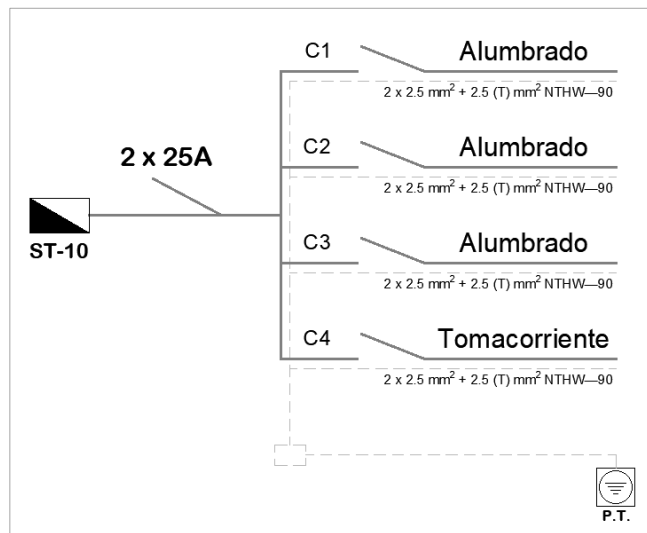 C1 Alumbrado
2 x 2.5 mm² + 2.5 (T) mm² NTHW—90
C2 Alumbrado
2 x 25A
2 x 2.5 mm² + 2.5 (T) mm² NTHW—90
ST-10
C3 Alumbrado
2 x 2.5 mm² + 2.5 (T) mm² NTHW—90
C4 Tomacorriente
2 x 2.5 mm² + 2.5 (T) mm² NTHW—90
P.T.